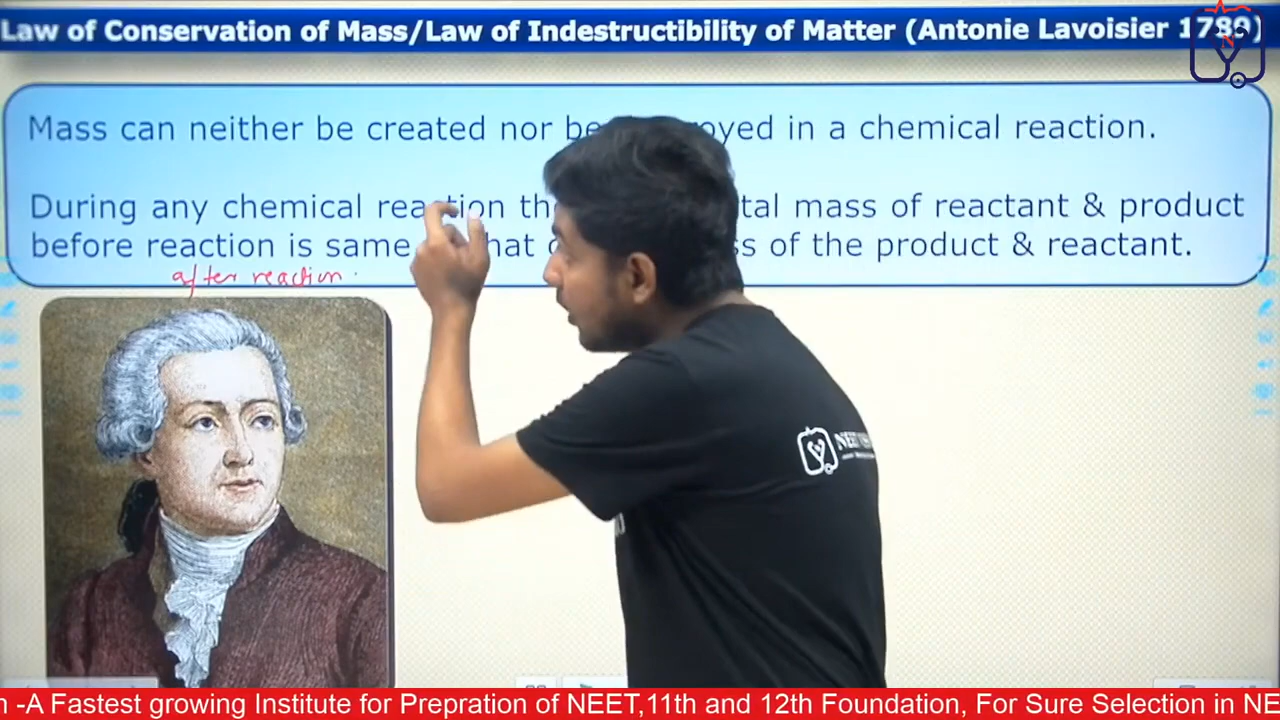 Law of Conservation of Mass/Law of Indestructibility of Matter (Antonie Lavoisier 1789)
Mass can neither be created nor be oyed in a chemical reaction.
During any chemical reaction th tal mass of reactant & product
before reaction is same hat s of the product & reactant.
after reaction.
N
NEET
n -A Fastest growing Institute for Prepration of NEET,11th and 12th Foundation, For Sure Selection in NE